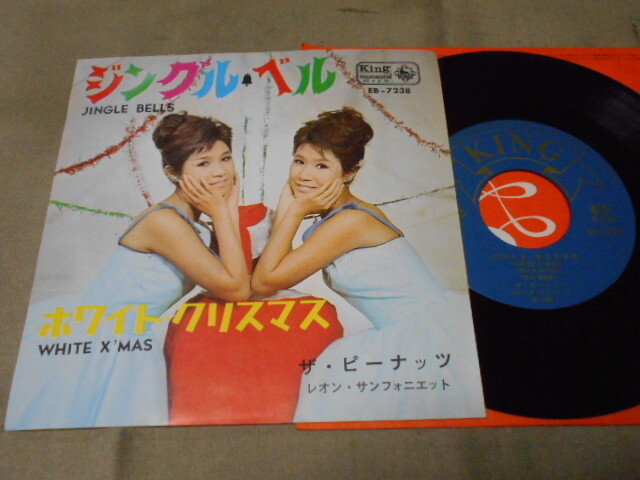 ジングル・ベル
JINGLE BELLS
King
EB-7238
ホワイト・クリスマス
WHITE X'MAS
ザ・ピーナッツ
レオン・サンフォニエット
KING